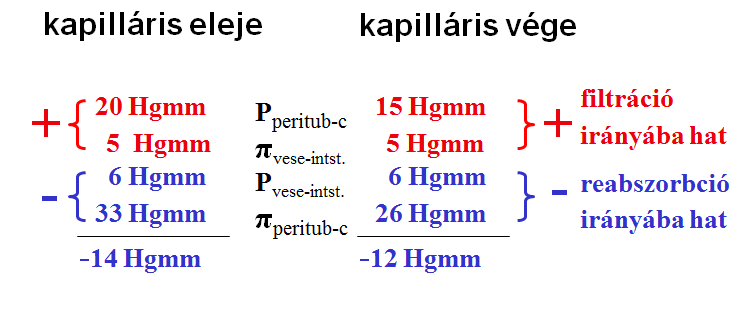 kapilláris eleje kapilláris vége
+ { 20 Hgmm P peritub-c 15 Hgmm } + filtráció
5 Hgmm π vese-intst. 5 Hgmm irányába hat
- { 6 Hgmm P vese-intst. 6 Hgmm } - reabszorbció
33 Hgmm π peritub-c 26 Hgmm irányába hat
-14 Hgmm -12 Hgmm